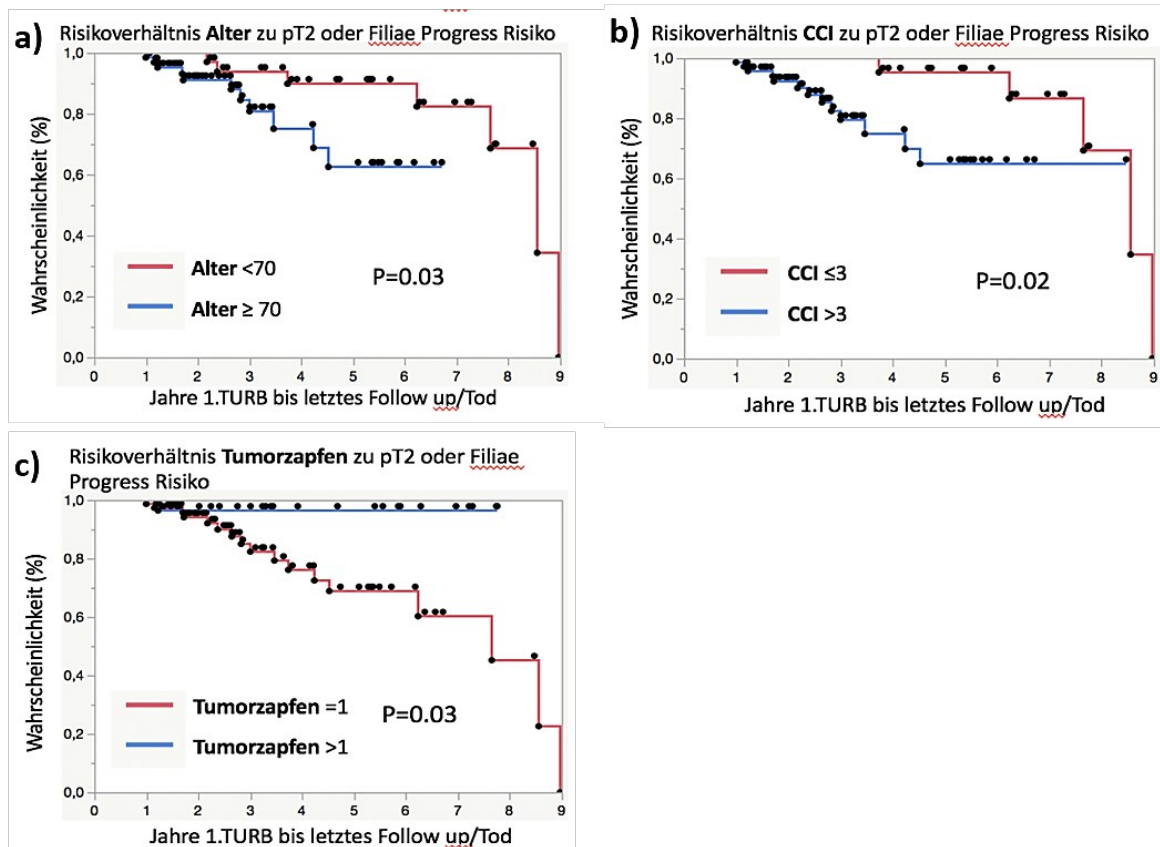 a)
Risikoverhältnis Alter zu pT2 oder Filiae Progress Risiko
Wahrscheinlichkeit (%)
1,0
0,8
0,6
0,4
0,2
0,0
Alter <70
Alter ≥ 70
P=0.03
0 1 2 3 4 5 6 7 8 9
Jahre 1.TURB bis letztes Follow up/Tod
b)
Risikoverhältnis CCI zu pT2 oder Filiae Progress Risiko
Wahrscheinlichkeit (%)
1,0
0,8
0,6
0,4
0,2
0,0
CCI ≤3
CCI >3
P=0.02
0 1 2 3 4 5 6 7 8 9
Jahre 1.TURB bis letztes Follow up/Tod
c)
Risikoverhältnis Tumorzapfen zu pT2 oder Filiae
Progress Risiko
Wahrscheinlichkeit (%)
1,0
0,8
0,6
0,4
0,2
0,0
Tumorzapfen =1
Tumorzapfen >1
P=0.03
0 1 2 3 4 5 6 7 8 9
Jahre 1.TURB bis letztes Follow up/Tod